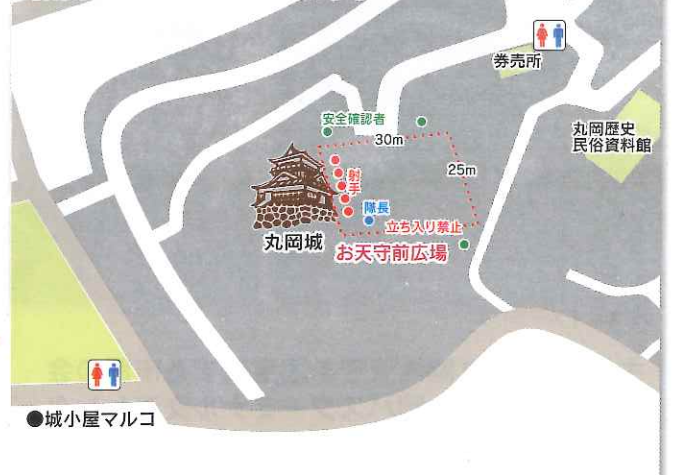 券売所
丸岡歴史
民俗資料館
安全確認者
30m
25m
射手
隊長
立ち入り禁止
丸岡城
お天守前広場
●城小屋マルコ